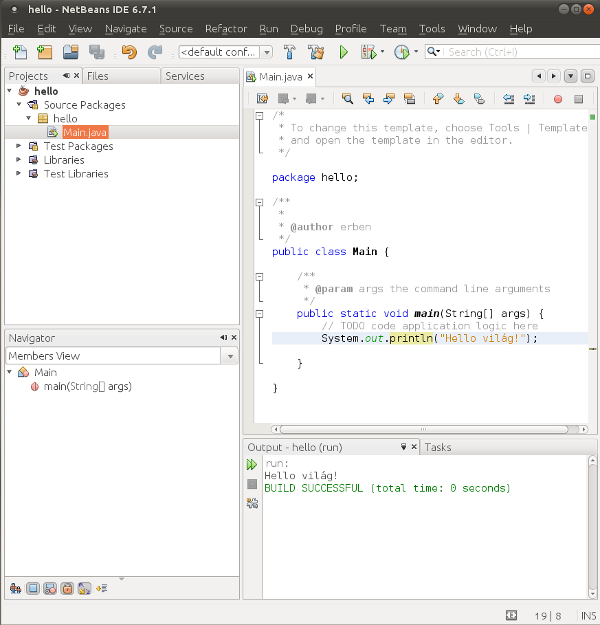 hello - NetBeans IDE 6.7.1
File Edit View Navigate Source Refactor Run Debug Profile Team Tools Window Help
<default conf... Search (Ctrl+I)
Projects Files Services
hello
Source Packages
hello
Main.java
Test Packages
Libraries
Test Libraries
Navigator
Members View
Main
main(String[] args)
Main.java
/*
* To change this template, choose Tools | Template
* and open the template in the editor.
*/
package hello;
/**
*
* @author erben
*/
public class Main {
/**
* @param args the command line arguments
*/
public static void main(String[] args) {
// TODO code application logic here
System.out.println("Hello világ!");
}
}
Output - hello (run) Tasks
run:
Hello világ!
BUILD SUCCESSFUL (total time: 0 seconds)
19 | 8 INS